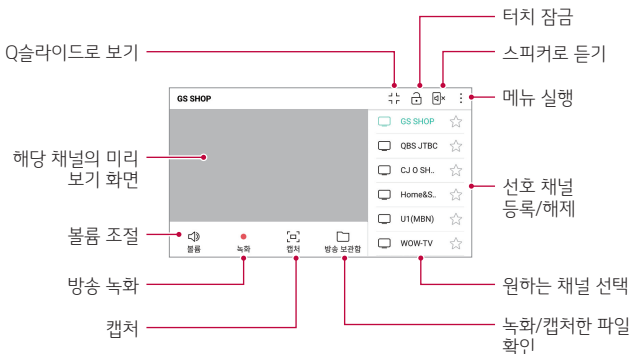 터치 잠금
Q슬라이드로 보기
스피커로 듣기
메뉴 실행
GS SHOP
GS SHOP
QBS JTBC
CJ O SH..
Home&S..
U1(MBN)
WOW-TV
해당 채널의 미리
보기 화면
선호 채널
등록/해제
볼륨 조절
볼륨
녹화
캡처
방송 보관함
방송 녹화
원하는 채널 선택
캡처
녹화/캡처한 파일
확인